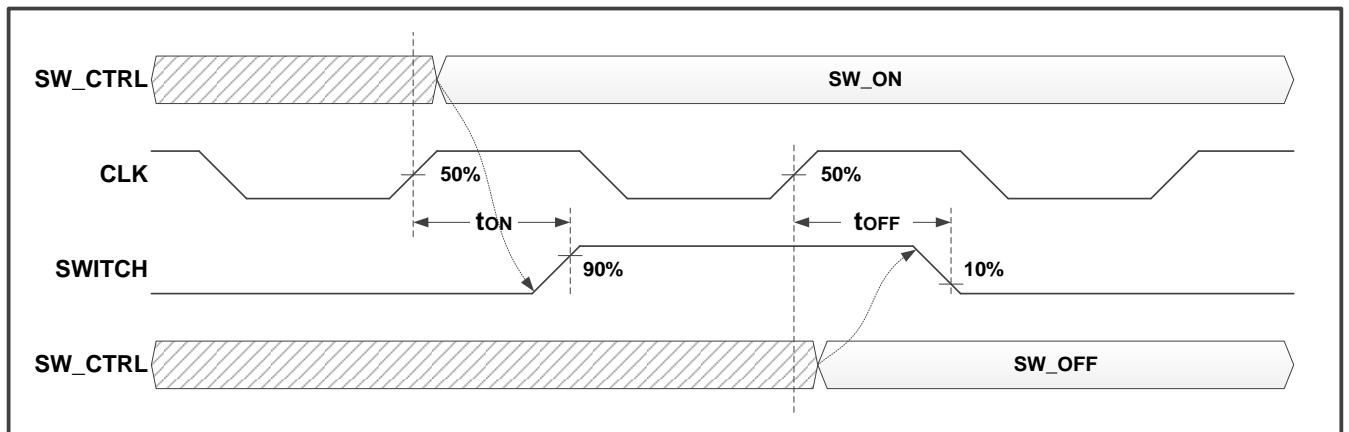 SW_CTRL
SW_ON
CLK
50%
50%
tON
tOFF
SWITCH
90%
10%
SW_CTRL
SW_OFF